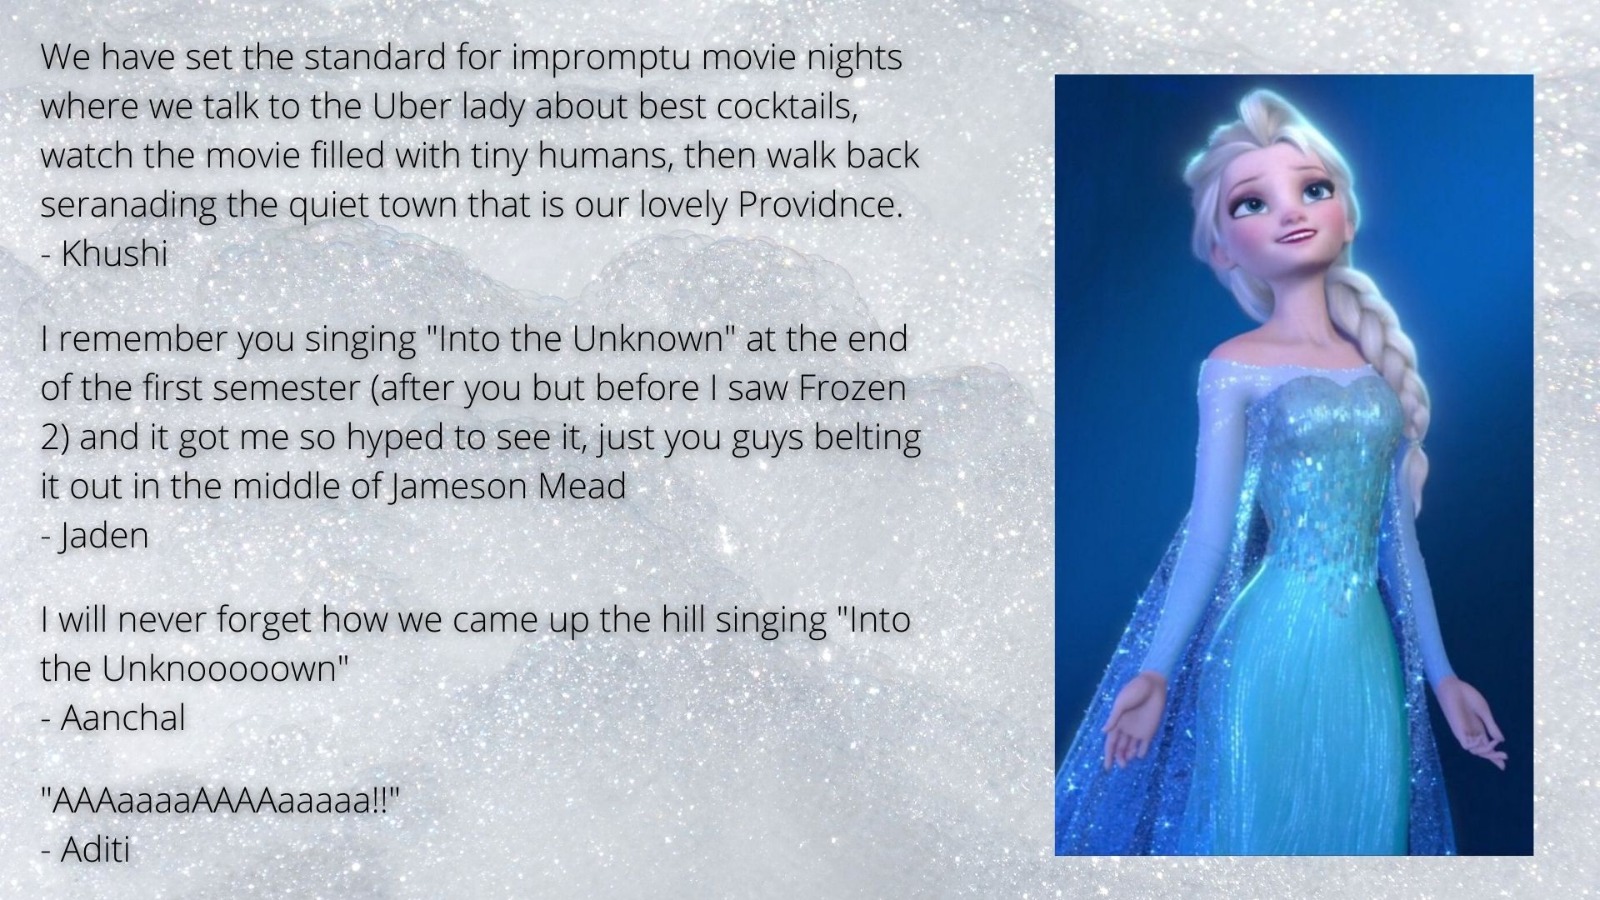 We have set the standard for impromptu movie nights
where we talk to the Uber lady about best cocktails,
watch the movie filled with tiny humans, then walk back
seranading the quiet town that is our lovely Providnce.
- Khushi
I remember you singing "Into the Unknown" at the end
of the first semester (after you but before I saw Frozen
2) and it got me so hyped to see it, just you guys belting
it out in the middle of Jameson Mead
- Jaden
I will never forget how we came up the hill singing "Into
the Unknooooown"
- Aanchal
"AAAaaaaAAAAaaaaa!!"
- Aditi